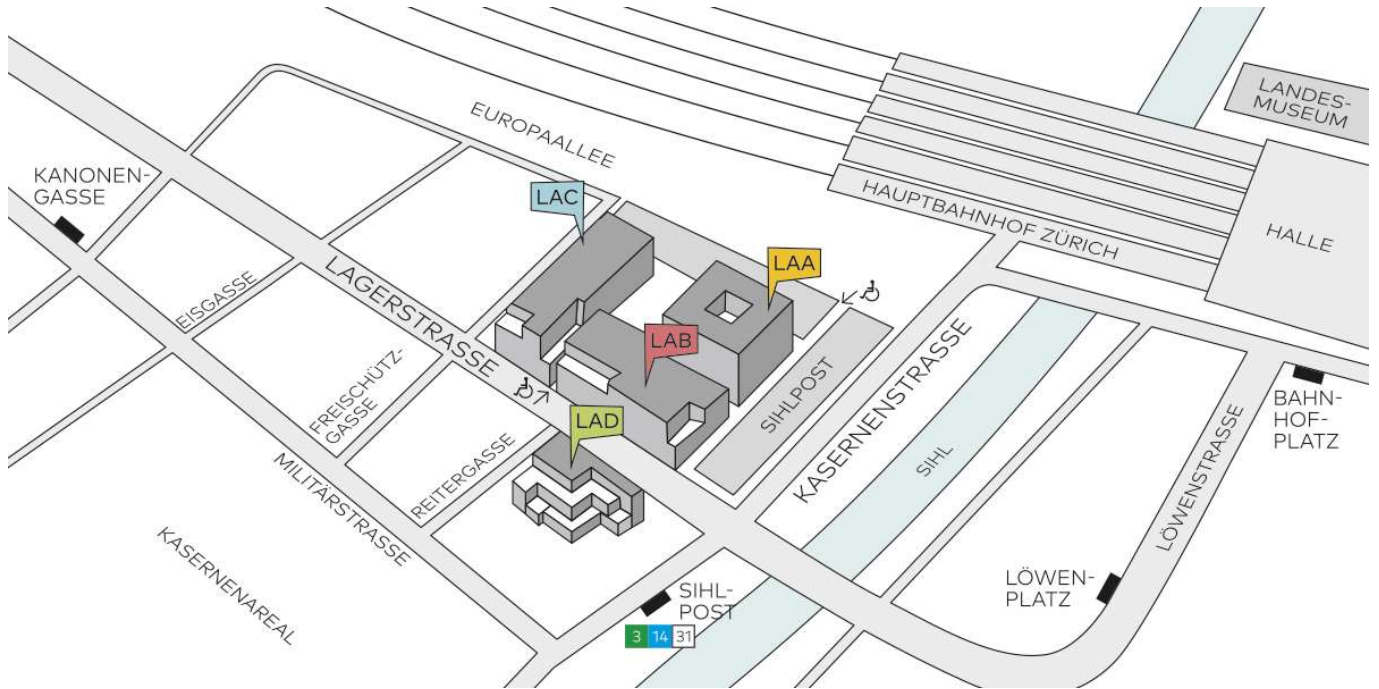 LANDES-
MUSEUM
EUROPAALLEE
KANONEN-
GASSE
LAC
HAUPTBAHNHOF ZÜRICH
HALLE
LAA
EISGASSE
LAGERSTRASSE
LAB
SIHLPOST
KASERNENSTRASSE
FREISCHÜTZ-
GASSE
LAD
BAHN-
HOF-
PLATZ
SIHL
REITERGASSE
MILITÄRSTRASSE
LÖWENSTRASSE
KASERNENAREAL
LÖWEN-
PLATZ
SIHL-
POST
3 14 31